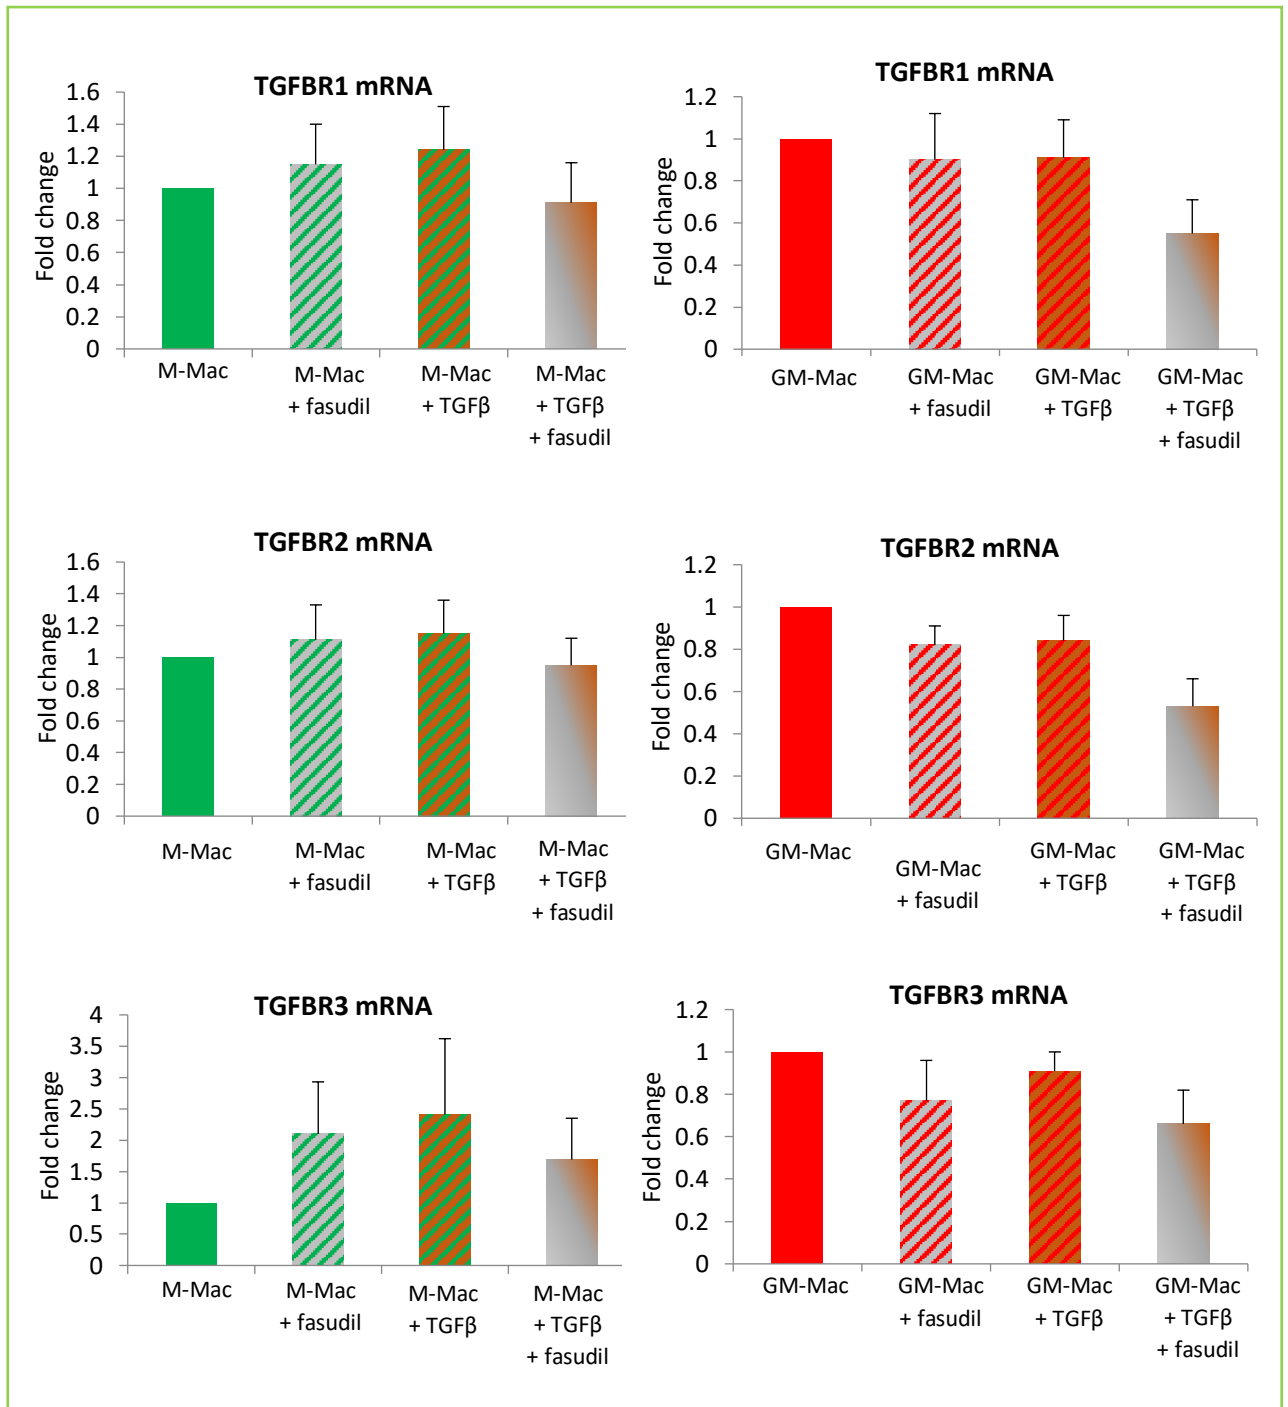 TGFBR1 mRNA
Fold change
1.6
1.4
1.2
1
0.8
0.6
0.4
0.2
0
M-Mac
M-Mac
+ fasudil
M-Mac
+ TGFβ
M-Mac
+ TGFβ
+ fasudil
TGFBR1 mRNA
Fold change
1.2
1
0.8
0.6
0.4
0.2
0
GM-Mac
GM-Mac
+ fasudil
GM-Mac
+ TGFβ
GM-Mac
+ TGFβ
+ fasudil
TGFBR2 mRNA
Fold change
1.6
1.4
1.2
1
0.8
0.6
0.4
0.2
0
M-Mac
M-Mac
+ fasudil
M-Mac
+ TGFβ
M-Mac
+ TGFβ
+ fasudil
TGFBR2 mRNA
Fold change
1.2
1
0.8
0.6
0.4
0.2
0
GM-Mac
GM-Mac
+ fasudil
GM-Mac
+ TGFβ
GM-Mac
+ TGFβ
+ fasudil
TGFBR3 mRNA
Fold change
4
3.5
3
2.5
2
1.5
1
0.5
0
M-Mac
M-Mac
+ fasudil
M-Mac
+ TGFβ
M-Mac
+ TGFβ
+ fasudil
TGFBR3 mRNA
Fold change
1.2
1
0.8
0.6
0.4
0.2
0
GM-Mac
GM-Mac
+ fasudil
GM-Mac
+ TGFβ
GM-Mac
+ TGFβ
+ fasudil